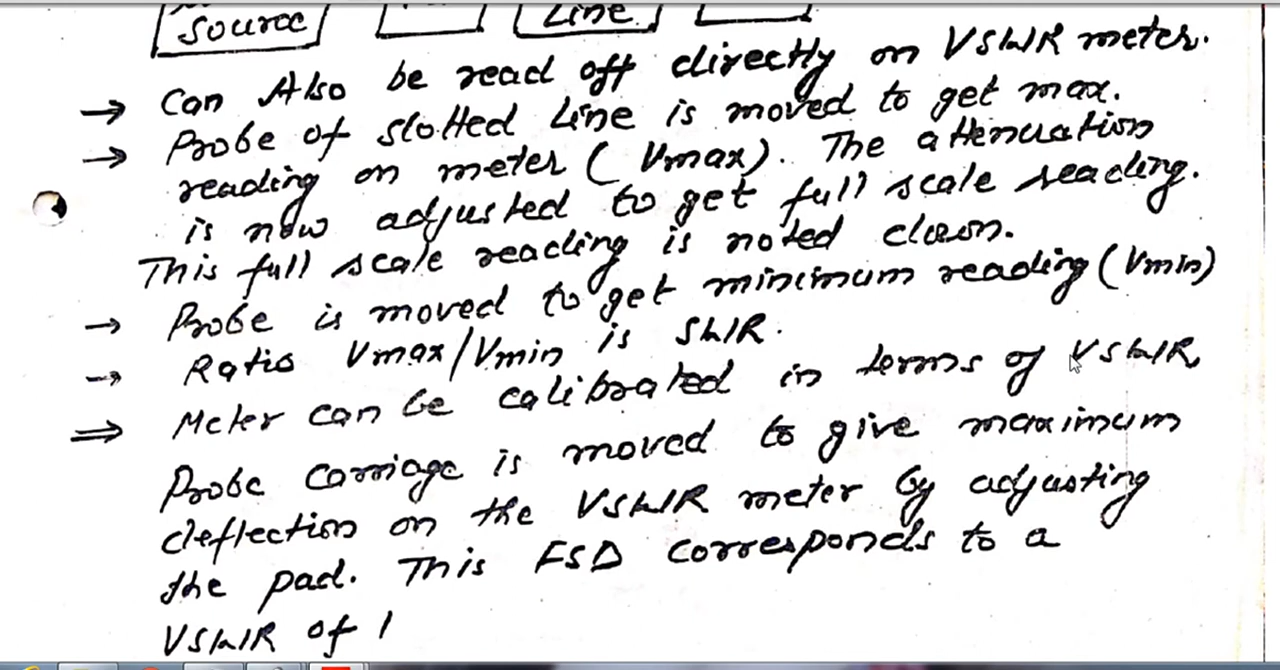 Source
Line
→ Can Also be read off directly on VSWR meter.
→ Probe of slotted Line is moved to get max.
reading on meter ( Vmax). The attenuation
is now adjusted to get full scale reading.
This full scale reading is noted down.
→ Probe is moved to get minimum reading (Vmin)
→ Ratio Vmax/Vmin is SWR.
⇒ Meter can be calibrated in terms of VSWR
Probe carriage is moved to give maximum
deflection on the VSWR meter by adjusting
the pad. This FSD corresponds to a
VSWR of 1